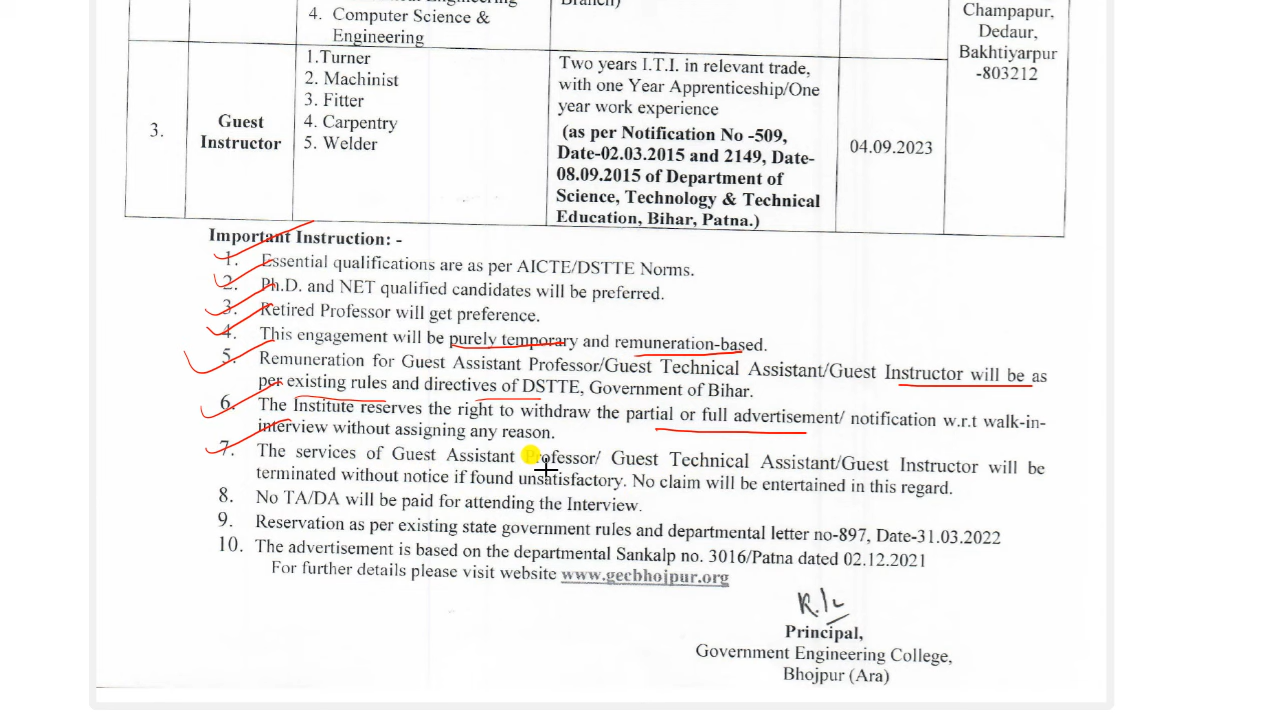 4. Computer Science &
Engineering
Branch)
Champapur,
Dedaur,
Bakhtiyarpur
-803212
3.
Guest
Instructor
1.Turner
2. Machinist
3. Fitter
4. Carpentry
5. Welder
Two years I.T.I. in relevant trade,
with one Year Apprenticeship/One
year work experience
(as per Notification No -509,
Date-02.03.2015 and 2149, Date-
08.09.2015 of Department of
Science, Technology & Technical
Education, Bihar, Patna.)
04.09.2023
Important Instruction: -
1. Essential qualifications are as per AICTE/DSTTE Norms.
2. Ph.D. and NET qualified candidates will be preferred.
3. Retired Professor will get preference.
4. This engagement will be purely temporary and remuneration-based.
5. Remuneration for Guest Assistant Professor/Guest Technical Assistant/Guest Instructor will be as
per existing rules and directives of DSTTE, Government of Bihar.
6. The Institute reserves the right to withdraw the partial or full advertisement/ notification w.r.t walk-in-
interview without assigning any reason.
7. The services of Guest Assistant Professor/ Guest Technical Assistant/Guest Instructor will be
terminated without notice if found unsatisfactory. No claim will be entertained in this regard.
8. No TA/DA will be paid for attending the Interview.
9. Reservation as per existing state government rules and departmental letter no-897, Date-31.03.2022
10. The advertisement is based on the departmental Sankalp no. 3016/Patna dated 02.12.2021
For further details please visit website www.gecbhojpur.org
Principal,
Government Engineering College,
Bhojpur (Ara)